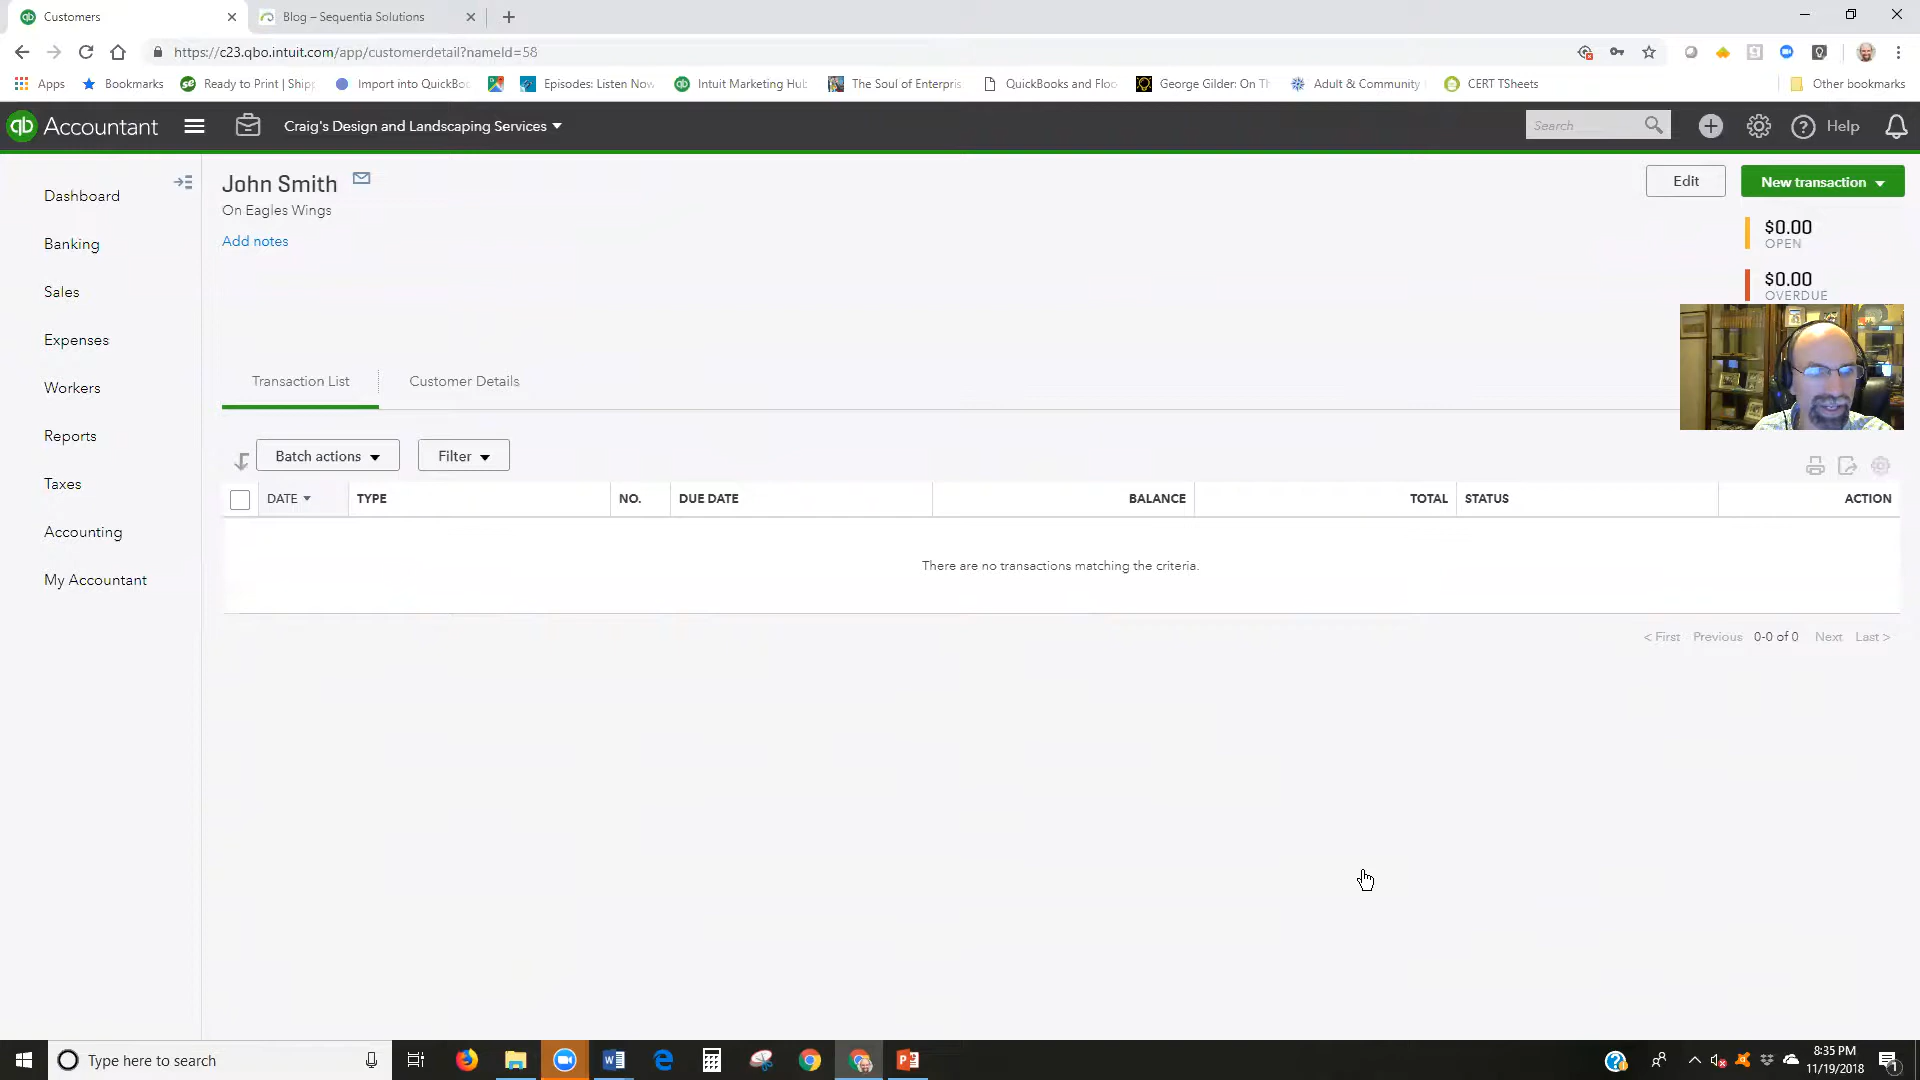 Customers
Blog – Sequentia Solutions
https://c23.qbo.intuit.com/app/customerdetail?nameId=58
Apps
Bookmarks
Ready to Print | Shipp
Import into QuickBoo
Episodes: Listen Now
Intuit Marketing Hub
The Soul of Enterpris
QuickBooks and Floo
George Gilder: On Th
Adult & Community
CERT TSheets
Other bookmarks
qb Accountant
Craig's Design and Landscaping Services
Search
Help
Dashboard
Banking
Sales
Expenses
Workers
Reports
Taxes
Accounting
My Accountant
John Smith
On Eagles Wings
Add notes
Edit
New transaction
$0.00
OPEN
$0.00
OVERDUE
Transaction List
Customer Details
Batch actions
Filter
DATE TYPE NO. DUE DATE BALANCE TOTAL STATUS ACTION
There are no transactions matching the criteria.
< First Previous 0-0 of 0 Next Last >
Type here to search
8:35 PM
11/19/2018